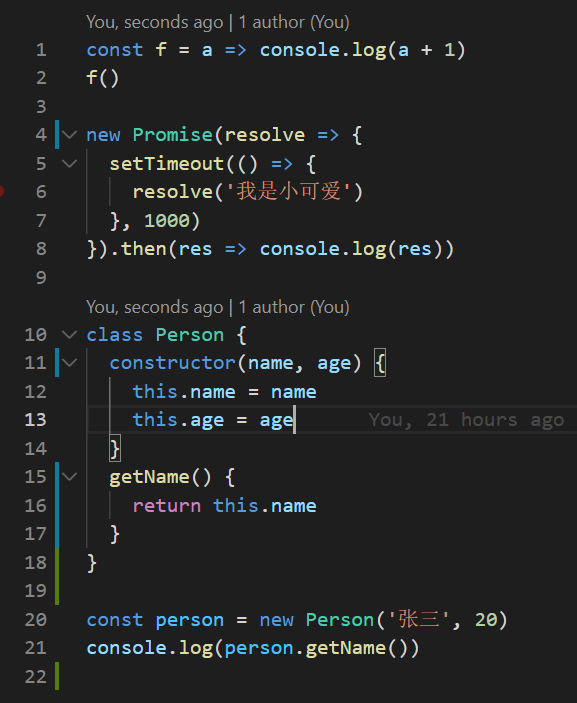 You, seconds ago | 1 author (You)
1 const f = a => console.log(a + 1)
2 f()
3
4 new Promise(resolve => {
5 setTimeout(() => {
6 resolve('我是小可爱')
7 }, 1000)
8 }).then(res => console.log(res))
9
You, seconds ago | 1 author (You)
10 class Person {
11 constructor(name, age) {
12 this.name = name
13 this.age = age You, 21 hours ago
14 }
15 getName() {
16 return this.name
17 }
18 }
19
20 const person = new Person('张三', 20)
21 console.log(person.getName())
22